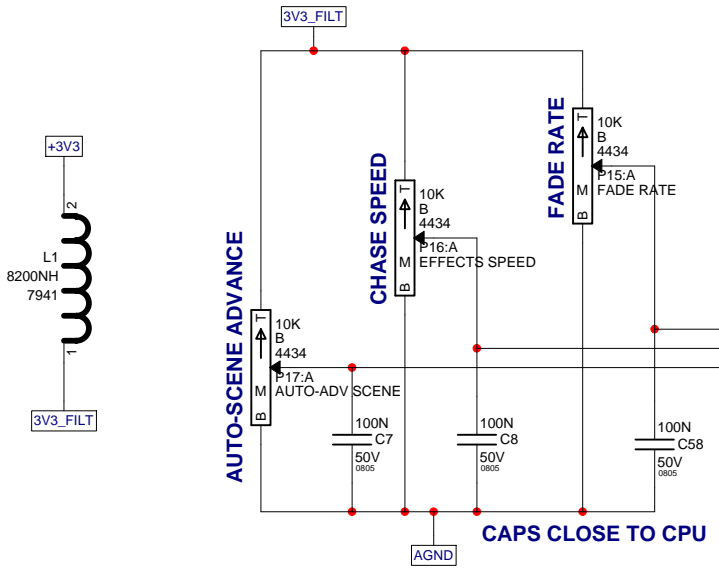 3V3_FILT
+3V3
2
L1
8200NH
7941
1
3V3_FILT
AUTO-SCENE ADVANCE
T
10K
B
4434
P17:A
M
AUTO-ADV SCENE
B
CHASE SPEED
T
10K
B
4434
P16:A
M
EFFECTS SPEED
B
FADE RATE
T
10K
B
4434
P15:A
M
FADE RATE
B
100N
C7
50V
0805
100N
C8
50V
0805
100N
C58
50V
0805
AGND
CAPS CLOSE TO CPU